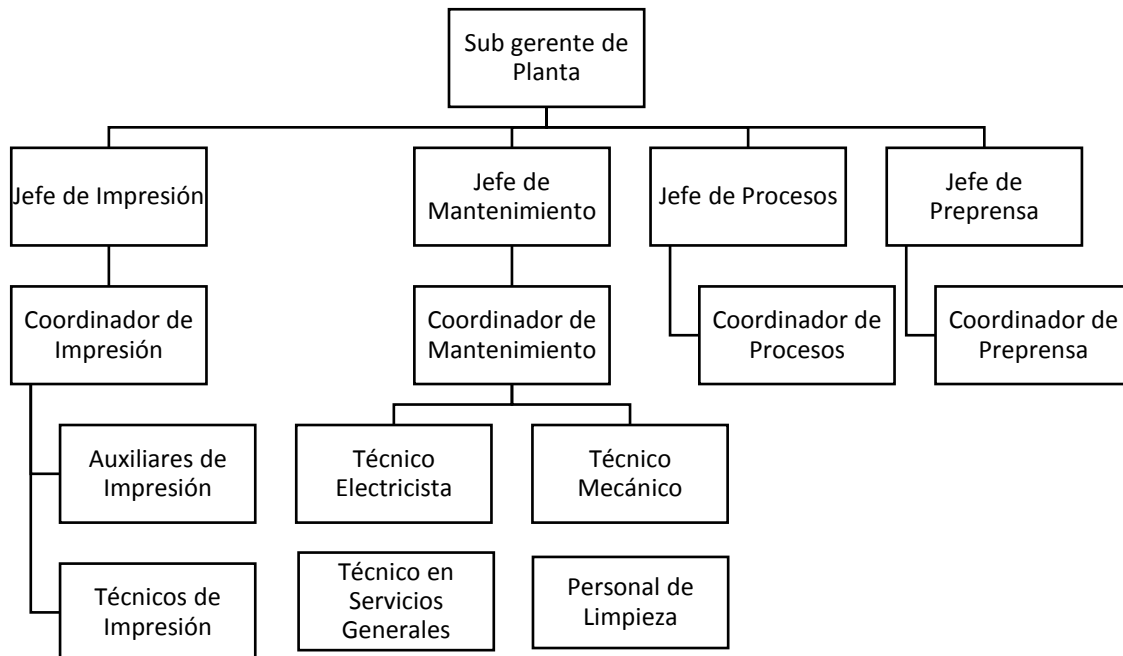 Sub gerente de
Planta
Jefe de Impresión
Jefe de
Mantenimiento
Jefe de Procesos
Jefe de
Preprensa
Coordinador de
Impresión
Coordinador de
Mantenimiento
Coordinador de
Procesos
Coordinador de
Preprensa
Auxiliares de
Impresión
Técnico
Electricista
Técnico
Mecánico
Técnicos de
Impresión
Técnico en
Servicios
Generales
Personal de
Limpieza